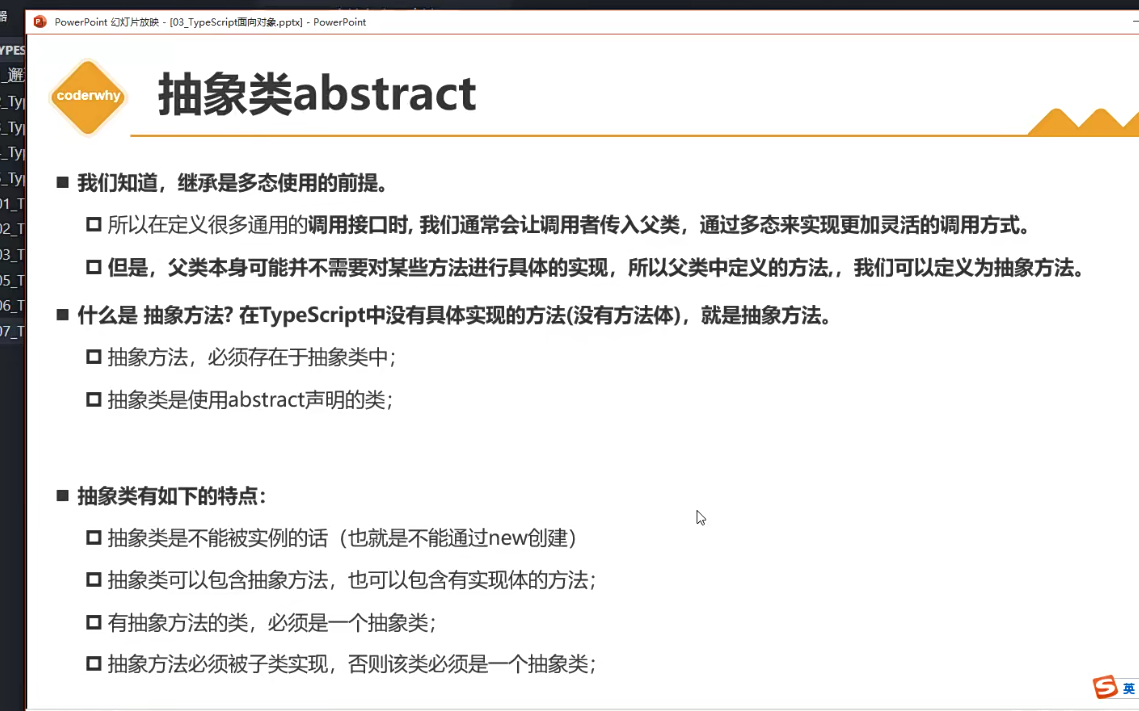 PowerPoint 幻灯片放映 - [03_TypeScript面向对象.pptx] - PowerPoint
coderwhy
抽象类abstract
■ 我们知道，继承是多态使用的前提。
所以在定义很多通用的调用接口时, 我们通常会让调用者传入父类，通过多态来实现更加灵活的调用方式。
但是，父类本身可能并不需要对某些方法进行具体的实现，所以父类中定义的方法,，我们可以定义为抽象方法。
■ 什么是 抽象方法? 在TypeScript中没有具体实现的方法(没有方法体)，就是抽象方法。
抽象方法，必须存在于抽象类中；
抽象类是使用abstract声明的类；
■ 抽象类有如下的特点：
抽象类是不能被实例的话（也就是不能通过new创建）
抽象类可以包含抽象方法，也可以包含有实现体的方法；
有抽象方法的类，必须是一个抽象类；
抽象方法必须被子类实现，否则该类必须是一个抽象类；
器
YPES
_邂
2_Typ
3_Typ
_Typ
5_Typ
01_T
02_T
03_T
05_T
06_T
07_T
英